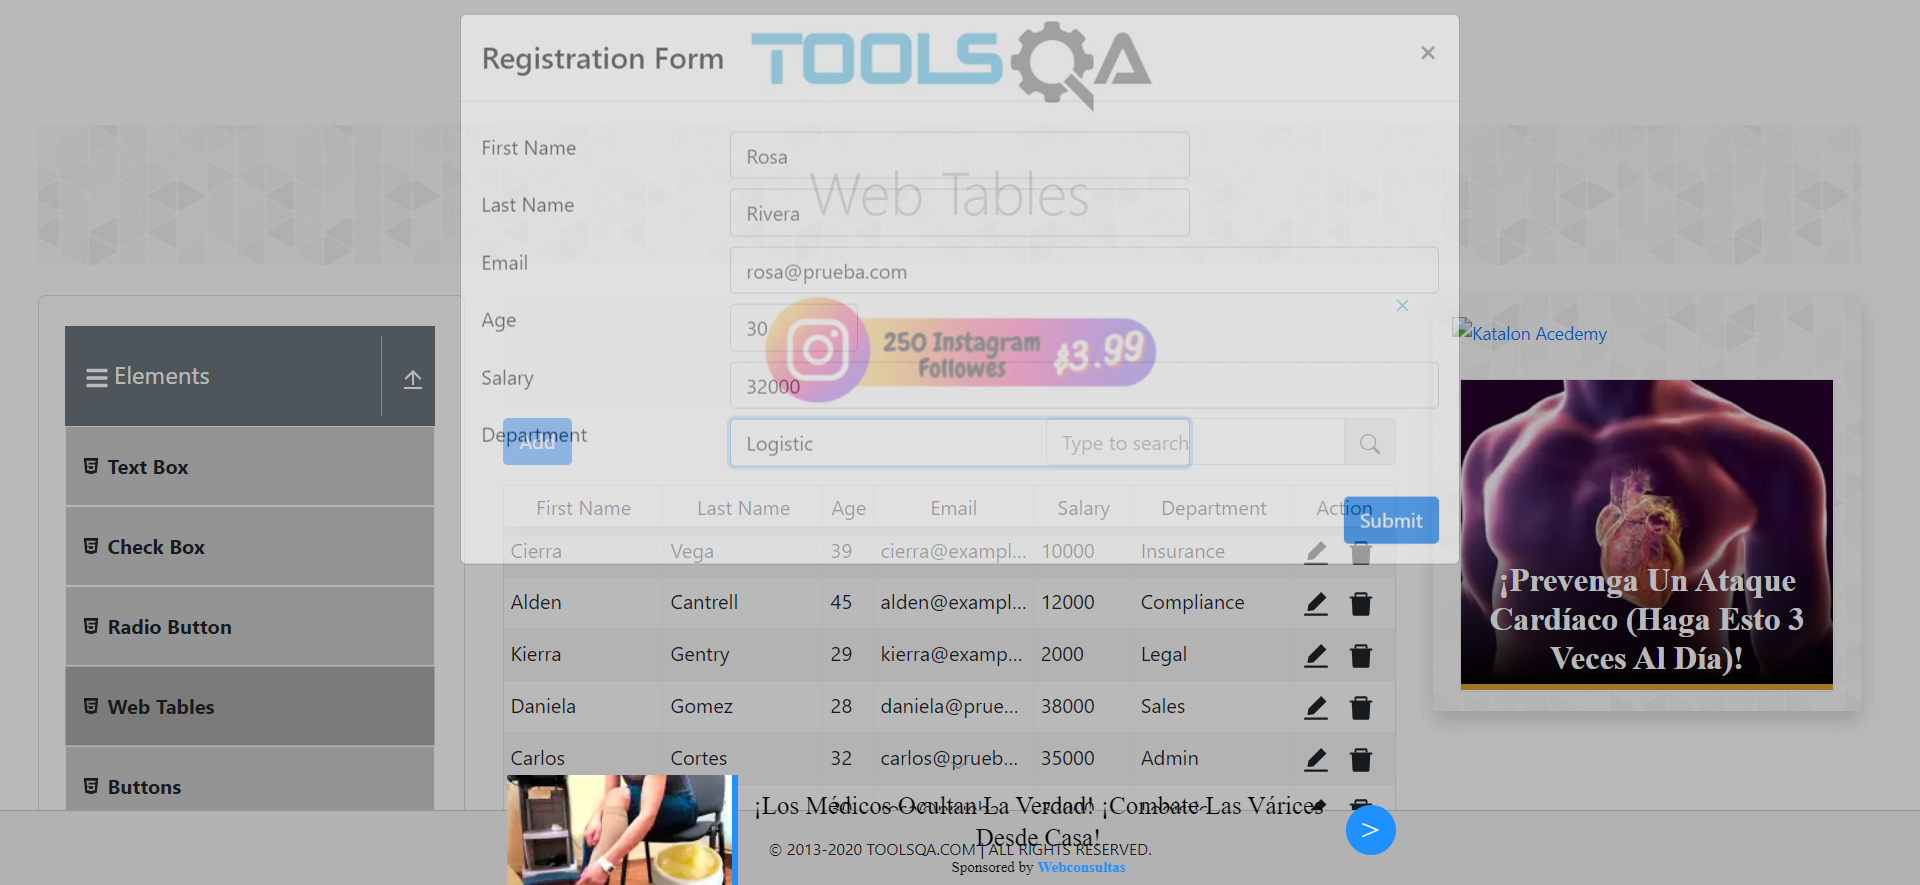 Registration Form
TOOLSQA
×
First Name
Rosa
Web Tables
Last Name
Rivera
Email
rosa@prueba.com
Age
30
250 Instagram
Followes
$3.99
Salary
32000
Department
Add
Logistic
Type to search
Submit
First Name Last Name Age Email Salary Department Action
Cierra Vega 39 cierra@exampl... 10000 Insurance
Alden Cantrell 45 alden@exampl... 12000 Compliance
Kierra Gentry 29 kierra@examp... 2000 Legal
Daniela Gomez 28 daniela@prue... 38000 Sales
Carlos Cortes 32 carlos@prueb... 35000 Admin
Elements
Text Box
Check Box
Radio Button
Web Tables
Buttons
Katalon Acedemy
¡Prevenga Un Ataque
Cardíaco (Haga Esto 3
Veces Al Día)!
¡Los Médicos Ocultan La Verdad! ¡Combate Las Várices
Desde Casa!
>
© 2013-2020 TOOLSQA.COM | ALL RIGHTS RESERVED.
Sponsored by Webconsultas